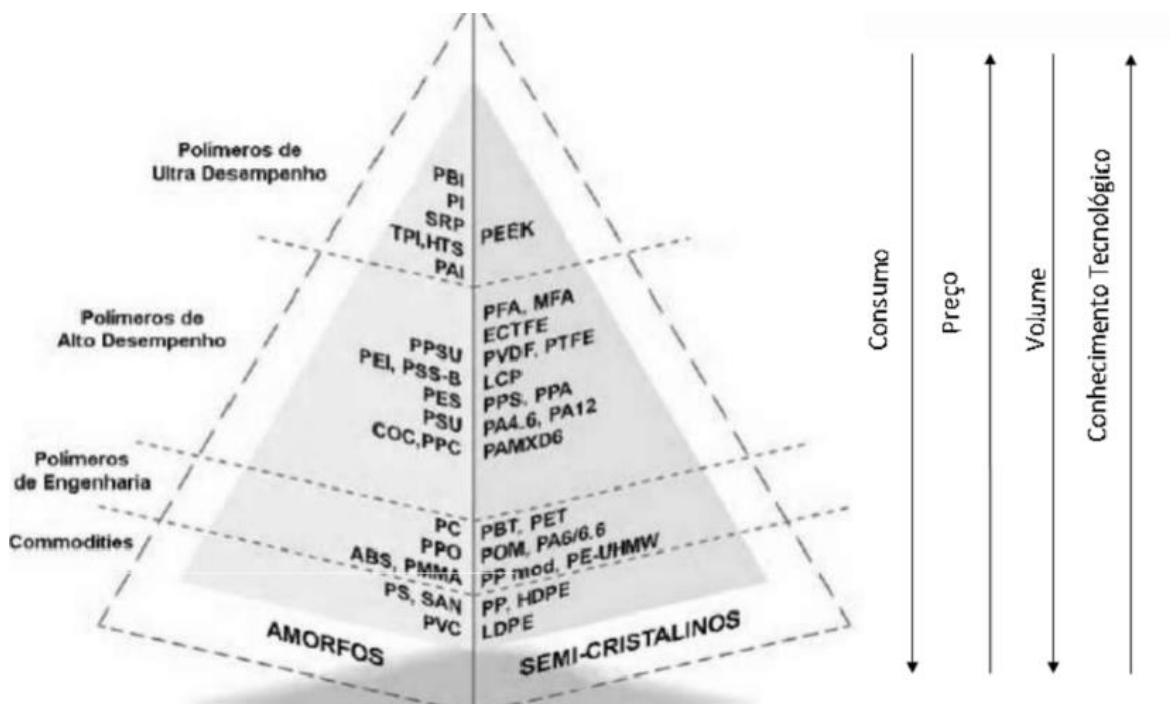 Polímeros de
Ultra Desempenho
PBI
PI
SRP
TPI,HTS
PAI
PEEK
Polímeros de
Alto Desempenho
PPSU
PEI, PSS-B
PES
PSU
COC,PPC
PFA, MFA
ECTFE
PVDF, PTFE
LCP
PPS, PPA
PA4.6, PA12
PAMXD6
Polímeros
de Engenharia
PC
PPO
ABS, PMMA
PBT, PET
POM, PA6/6.6
PP mod, PE-UHMW
Commodities
PS, SAN
PVC
PP, HDPE
LDPE
AMORFOS
SEMI-CRISTALINOS
Consumo
Preço
Volume
Conhecimento Tecnológico